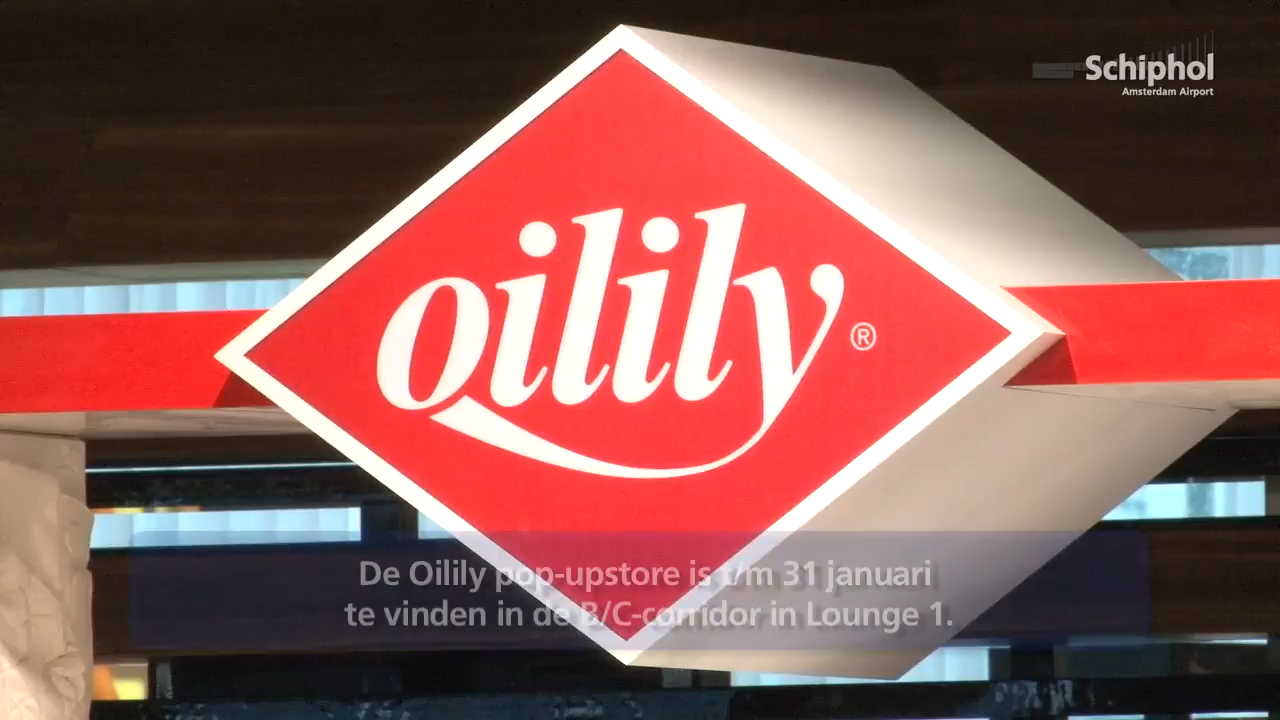 Schiphol
Amsterdam Airport
Oilily®
De Oilily pop-upstore is t/m 31 januari
te vinden in de B/C-corridor in Lounge 1.